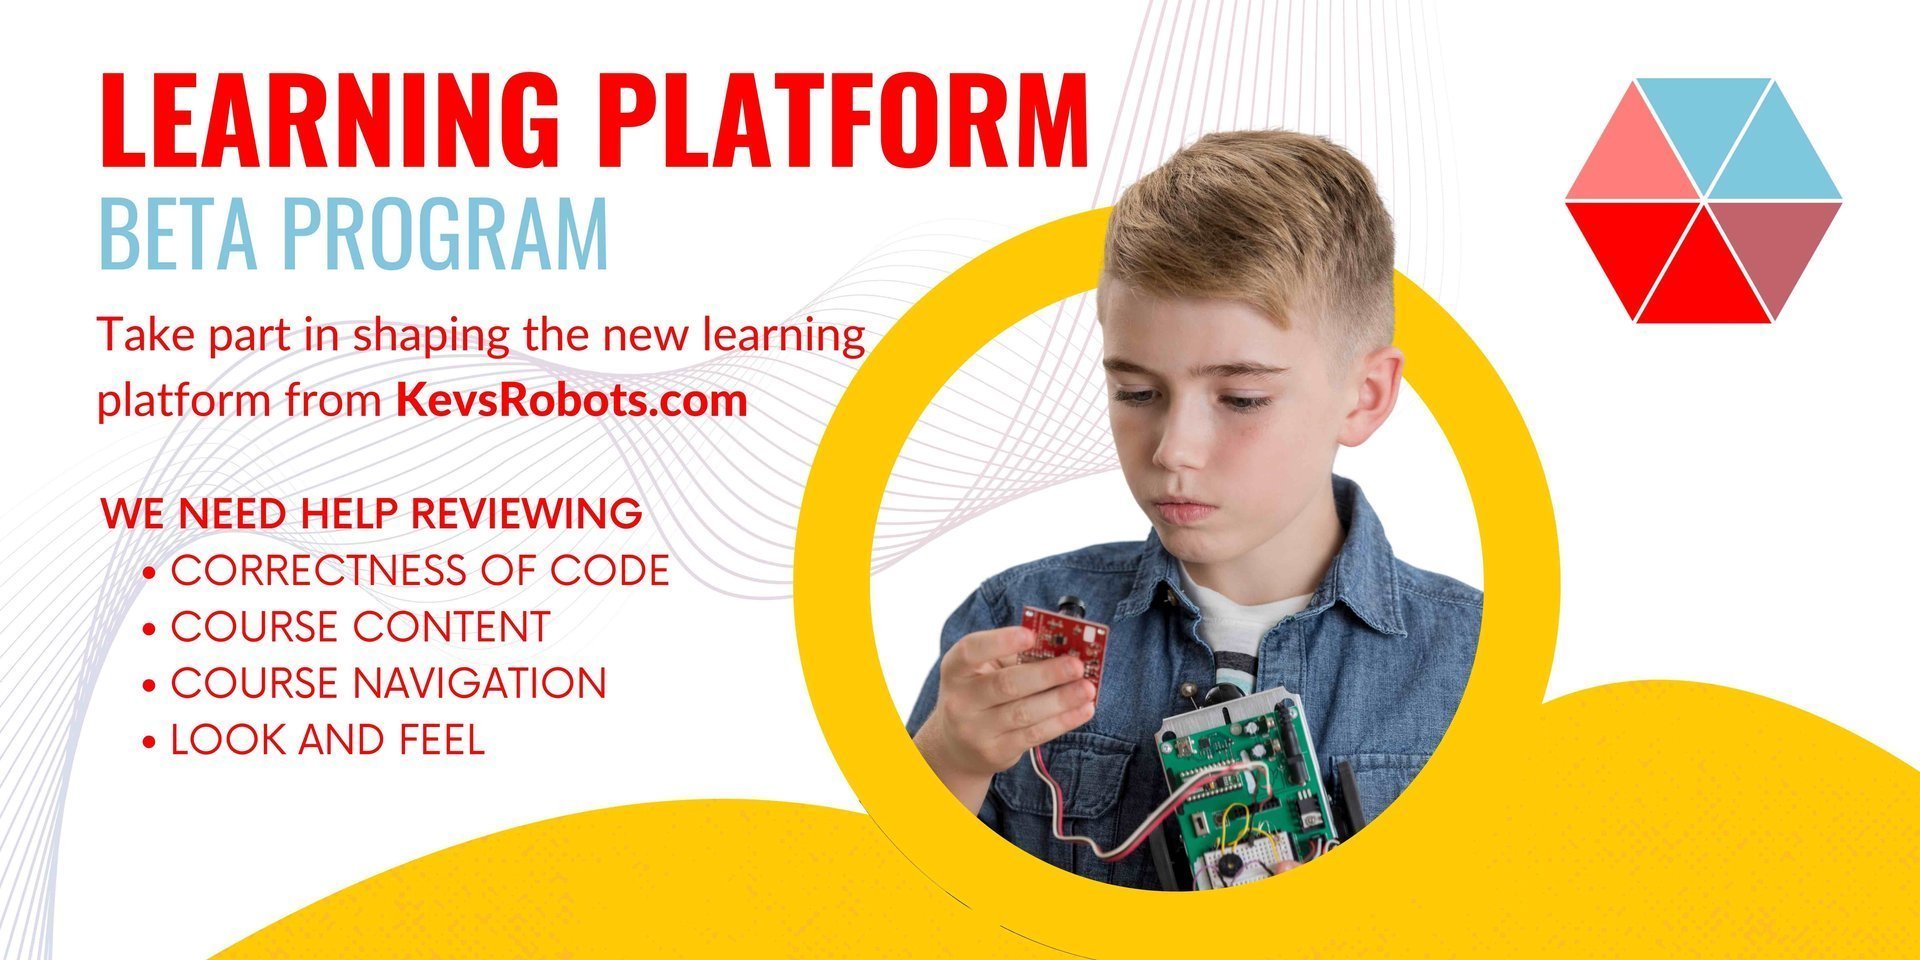 LEARNING PLATFORM
BETA PROGRAM
Take part in shaping the new learning
platform from KevsRobots.com
WE NEED HELP REVIEWING
• CORRECTNESS OF CODE
• COURSE CONTENT
• COURSE NAVIGATION
• LOOK AND FEEL